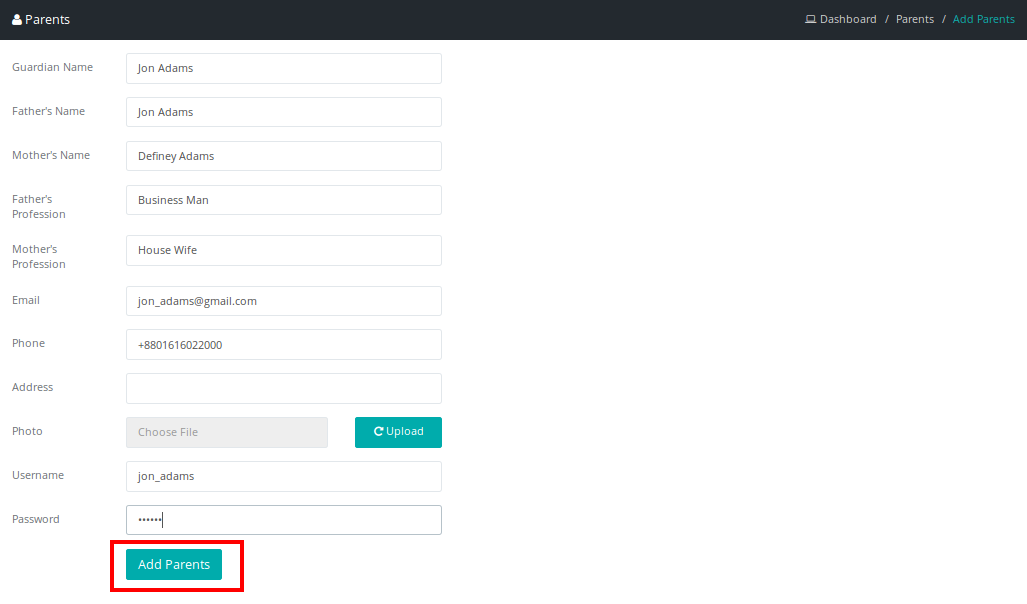 Parents
Dashboard / Parents / Add Parents
Guardian Name
Jon Adams
Father's Name
Jon Adams
Mother's Name
Definey Adams
Father's
Profession
Business Man
Mother's
Profession
House Wife
Email
jon_adams@gmail.com
Phone
+8801616022000
Address
Photo
Choose File
Upload
Username
jon_adams
Password
••••••
Add Parents